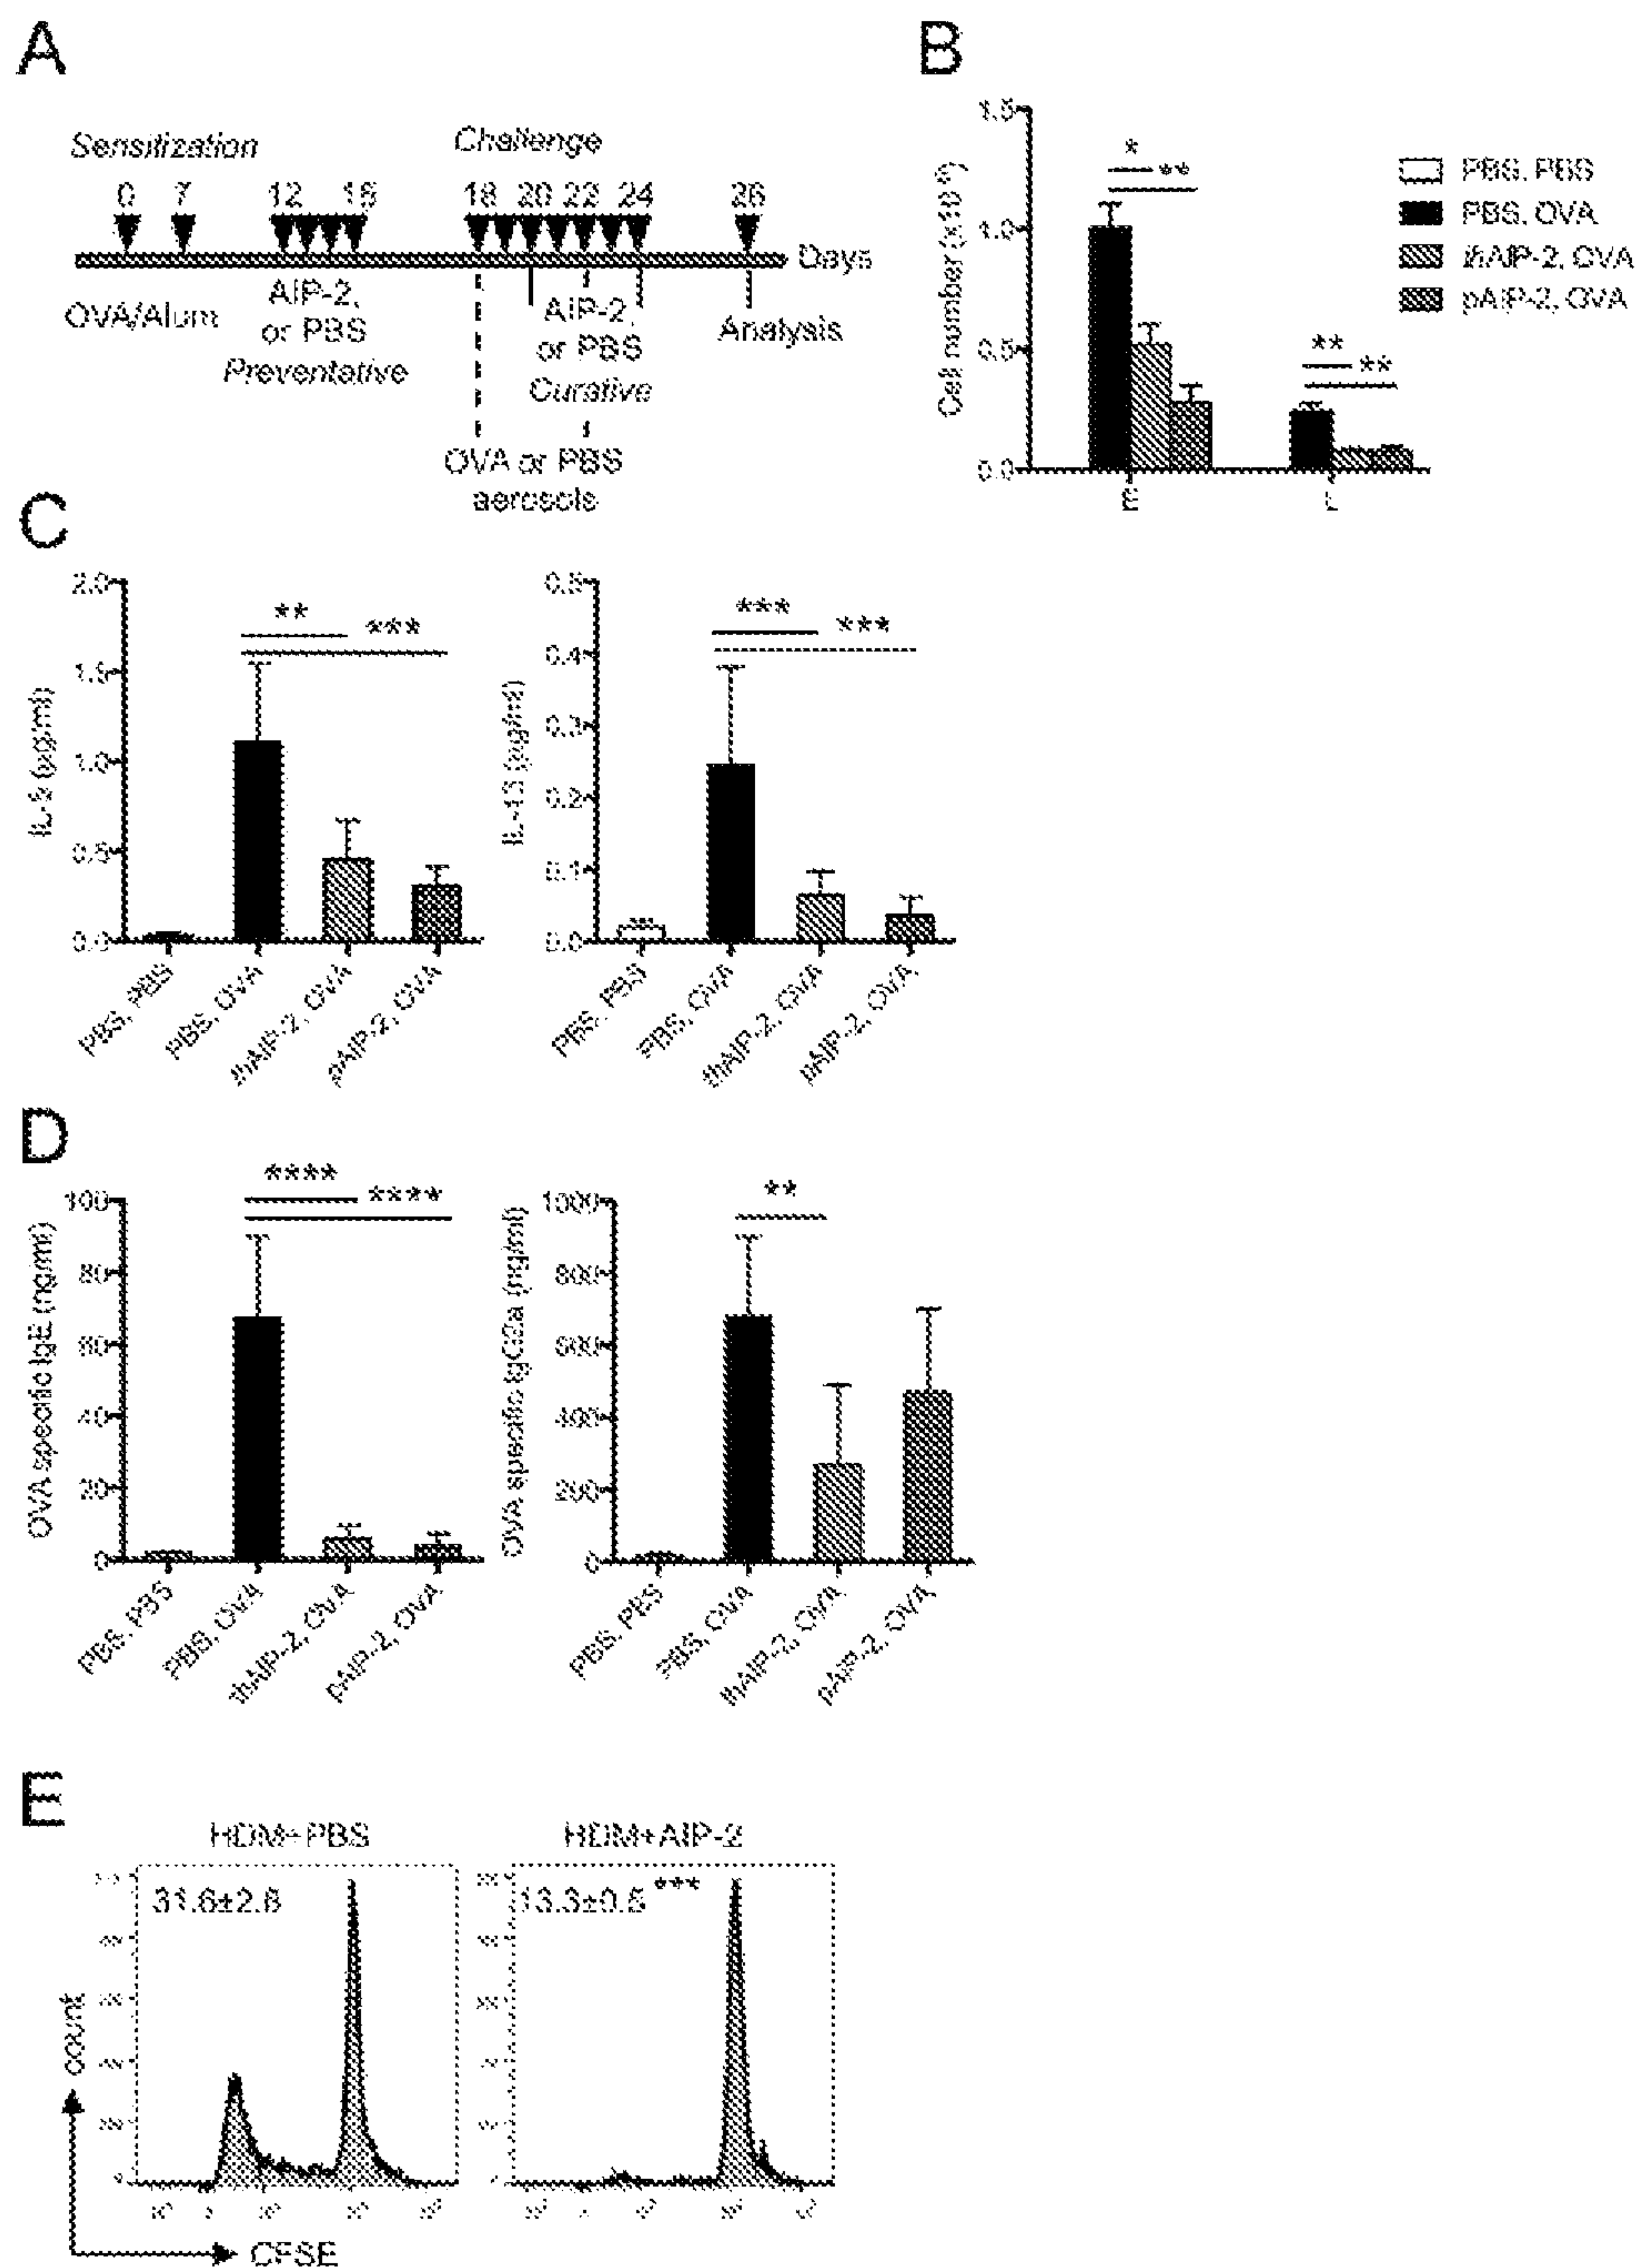 A
Sensitization
Challenge
0 7 12 15 18 20 22 24 26
Days
OVA/Alum
AIP-2,
or PBS
Preventative
AIP-2,
or PBS
Curative
Analysis
OVA or PBS
aerosols
B
Cell number
1.5
1.0
0.5
0.0
* **
** **
E L
PBS, PBS
PBS, OVA
thAIP-2, OVA
pAIP-2, OVA
C
2.0
1.5
1.0
0.5
0.0
** ***
PBS, PBS
PBS, OVA
thAIP-2, OVA
pAIP-2, OVA
IL-13
0.5
0.4
0.3
0.2
0.1
0.0
*** ***
PBS, PBS
PBS, OVA
thAIP-2, OVA
pAIP-2, OVA
D
OVA specific IgE (ng/ml)
100
80
60
40
20
0
**** ****
PBS, PBS
PBS, OVA
thAIP-2, OVA
pAIP-2, OVA
OVA specific IgG2a (ng/ml)
1000
800
600
400
200
0
**
PBS, PBS
PBS, OVA
thAIP-2, OVA
pAIP-2, OVA
E
HDM+PBS
HDM+AIP-2
***
count
CFSE